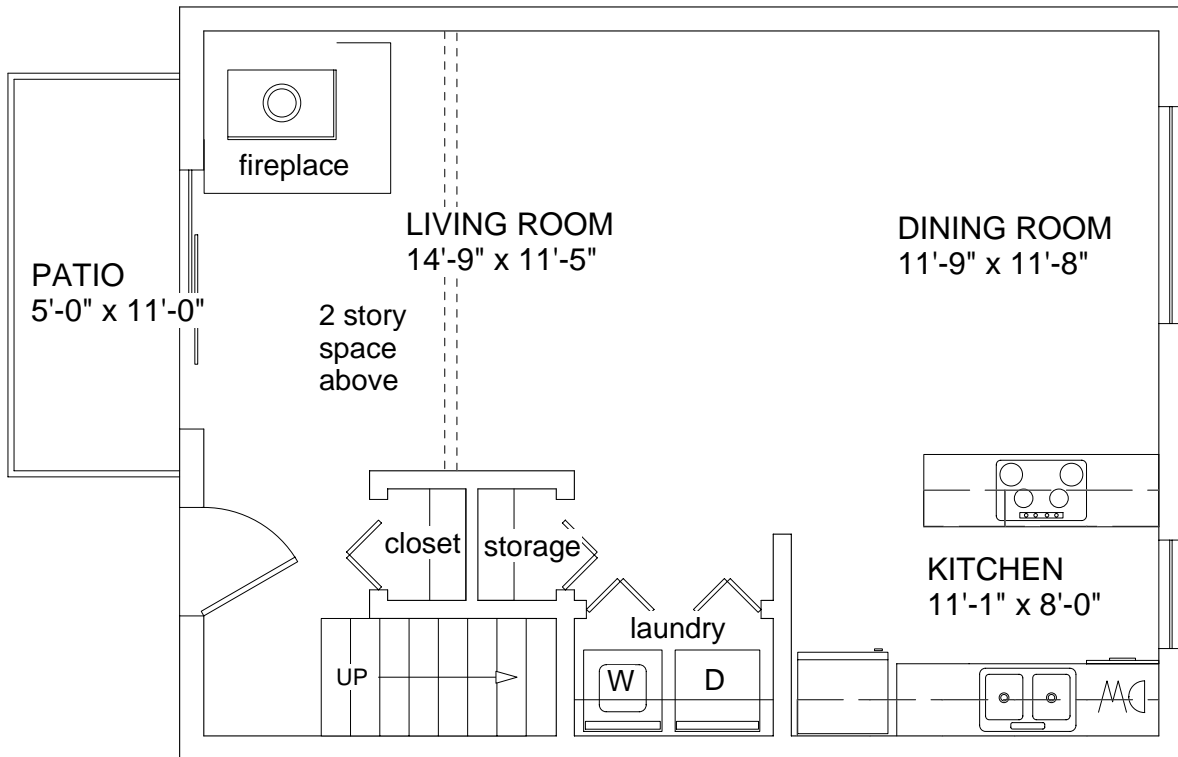 fireplace
LIVING ROOM
14'-9" x 11'-5"
DINING ROOM
11'-9" x 11'-8"
PATIO
5'-0" x 11'-0"
2 story
space
above
closet
storage
KITCHEN
11'-1" x 8'-0"
laundry
UP
W
D
DW